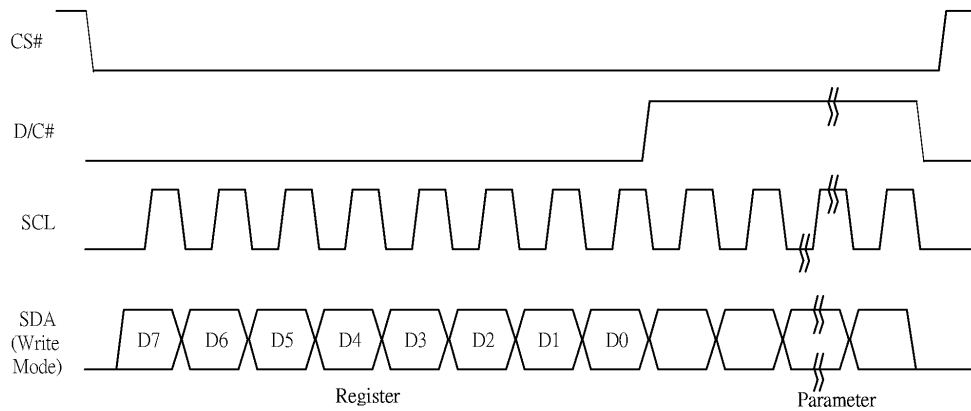 CS#
D/C#
SCL
SDA
(Write
Mode)
D7 D6 D5 D4 D3 D2 D1 D0
Register
Parameter